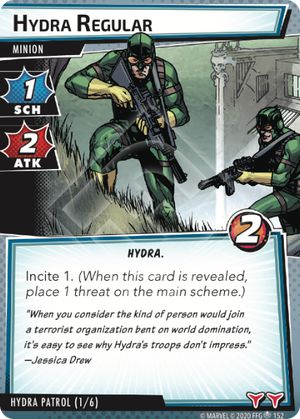 HYDRA REGULAR
MINION
1
SCH
2
ATK
2
HYDRA.
Incite 1. (When this card is revealed,
place 1 threat on the main scheme.)
"When you consider the kind of person would join
a terrorist organization bent on world domination,
it's easy to see why Hydra's troops don't impress."
—Jessica Drew
HYDRA PATROL (1/6)
© MARVEL © 2020 FFG 152